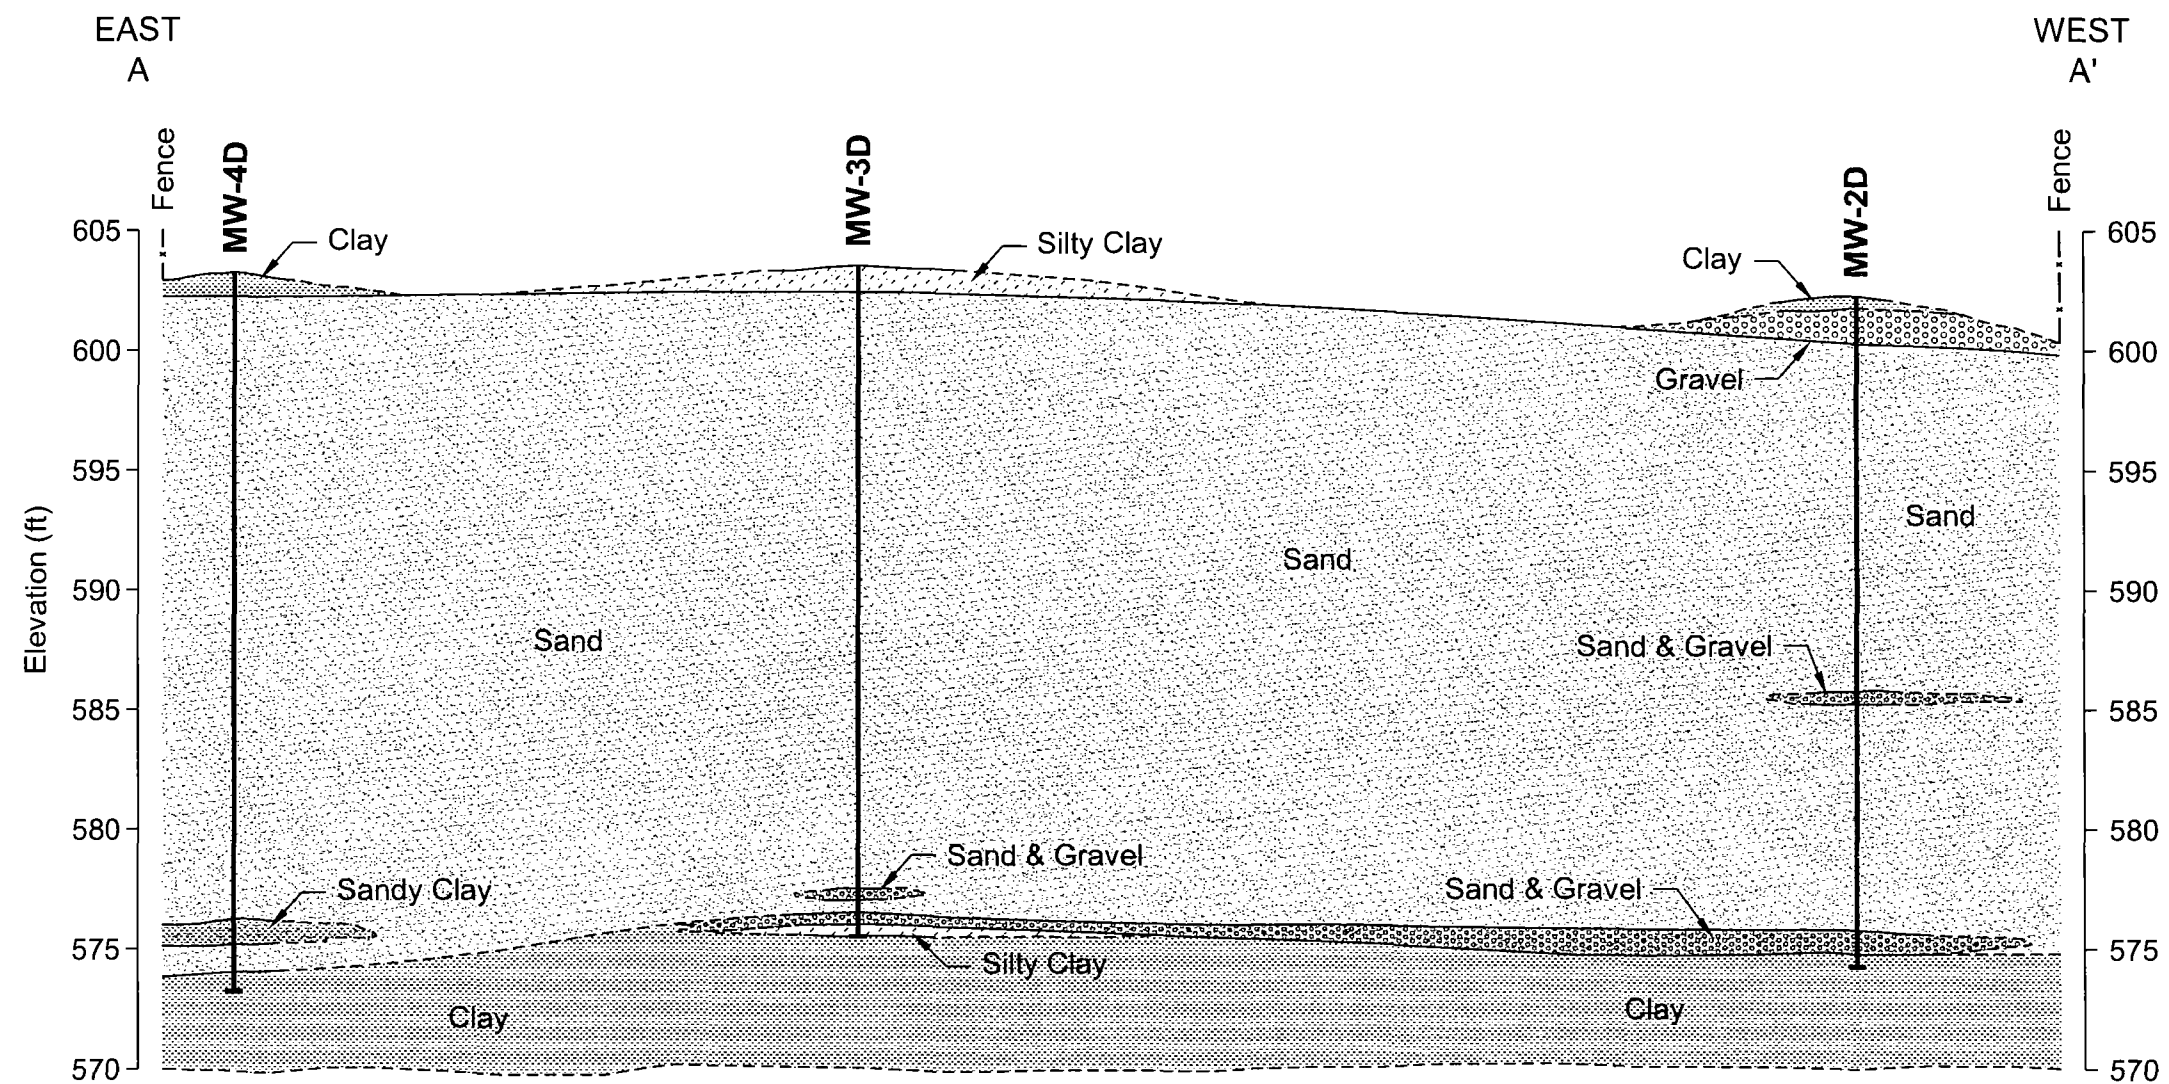 EAST
A
WEST
A'
Fence
MW-4D
MW-3D
MW-2D
Fence
605
Clay
Silty Clay
Clay
605
600
Gravel
600
595
595
Sand
Elevation (ft)
Sand
590
590
Sand
Sand & Gravel
585
585
580
580
Sand & Gravel
Sandy Clay
Sand & Gravel
575
575
Silty Clay
Clay
Clay
570
570